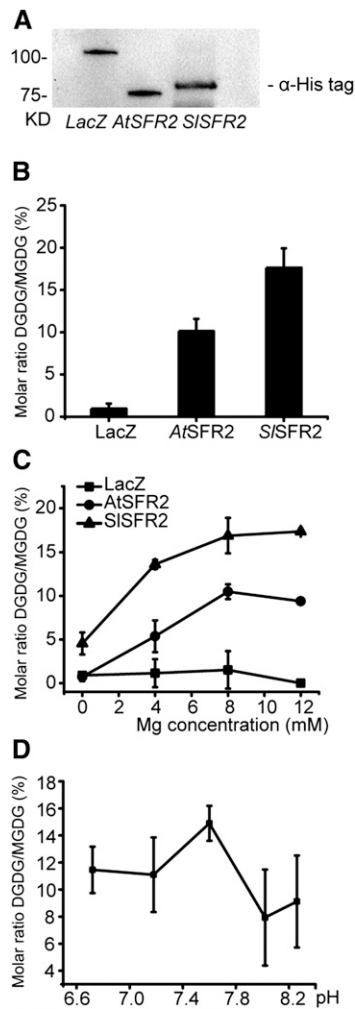 A
100-
75-
KD
LacZ AtSFR2 SlSFR2
- α-His tag
B
Molar ratio DGDG/MGDG (%)
25
20
15
10
5
0
LacZ AtSFR2 SlSFR2
C
LacZ
AtSFR2
SlSFR2
Molar ratio DGDG/MGDG (%)
20
15
10
5
0
0 2 4 6 8 10 12
Mg concentration (mM)
D
Molar ratio DGDG/MGDG (%)
18
16
14
12
10
8
6
4
6.6 7.0 7.4 7.8 8.2 pH